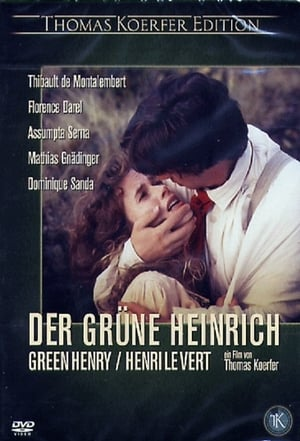 THOMAS KOERFER EDITION
Thibault de Montalembert
Florence Darel
Assumpta Serna
Mathias Gnädinger
Dominique Sanda
DER GRÜNE HEINRICH
GREEN HENRY / HENRI LE VERT
ein Film von
Thomas Koerfer
DVD
VIDEO
TK